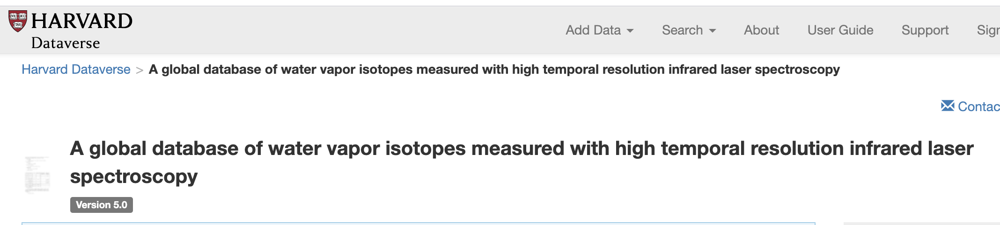 VE RI TAS
HARVARD
Dataverse
Add Data
Search
About
User Guide
Support
Harvard Dataverse > A global database of water vapor isotopes measured with high temporal resolution infrared laser spectroscopy
A global database of water vapor isotopes measured with high temporal resolution infrared laser
spectroscopy
Version 5.0